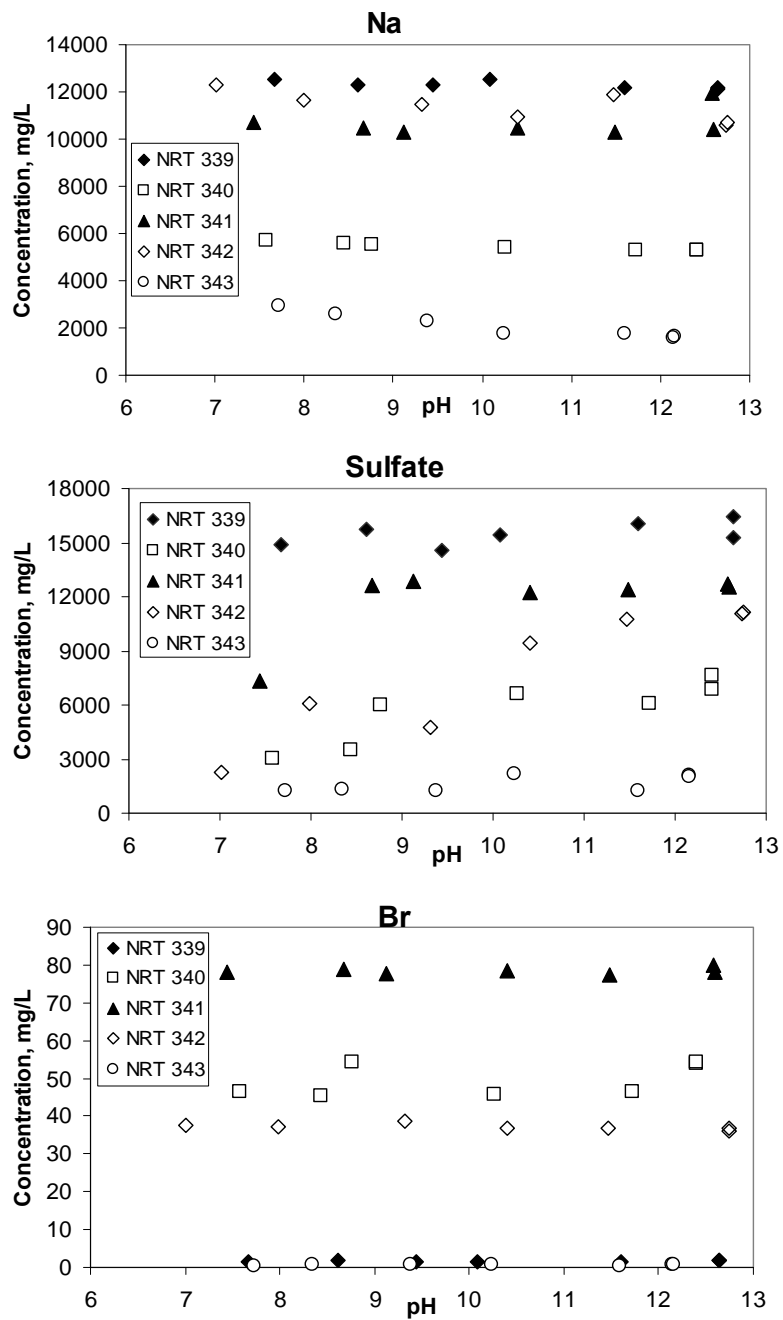 Na
14000
12000
10000
8000
6000
4000
2000
0
Concentration, mg/L
NRT 339
NRT 340
NRT 341
NRT 342
NRT 343
6 7 8 9 10 11 12 13
pH
Sulfate
18000
15000
12000
9000
6000
3000
0
Concentration, mg/L
NRT 339
NRT 340
NRT 341
NRT 342
NRT 343
6 7 8 9 10 11 12 13
pH
Br
90
80
70
60
50
40
30
20
10
0
Concentration, mg/L
NRT 339
NRT 340
NRT 341
NRT 342
NRT 343
6 7 8 9 10 11 12 13
pH